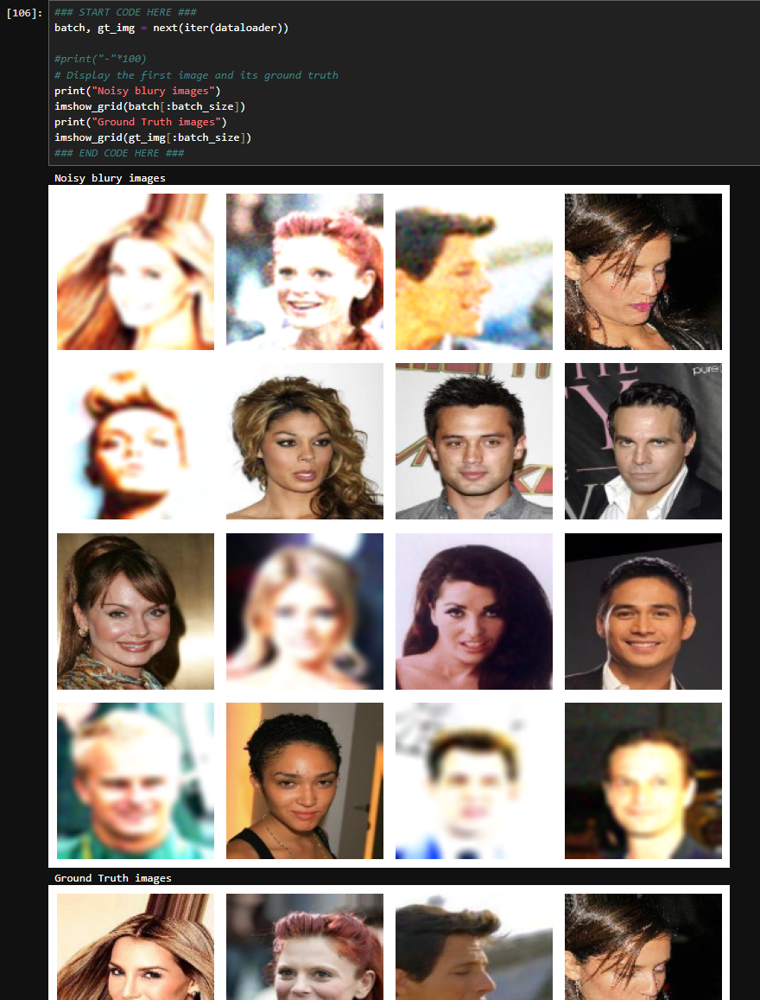 [106]:
### START CODE HERE ###
batch, gt_img = next(iter(dataloader))
#print("-"*100)
# Display the first image and its ground truth
print("Noisy blury images")
imshow_grid(batch[:batch_size])
print("Ground Truth images")
imshow_grid(gt_img[:batch_size])
### END CODE HERE ###
Noisy blury images
pure
THE
Y
Ground Truth images